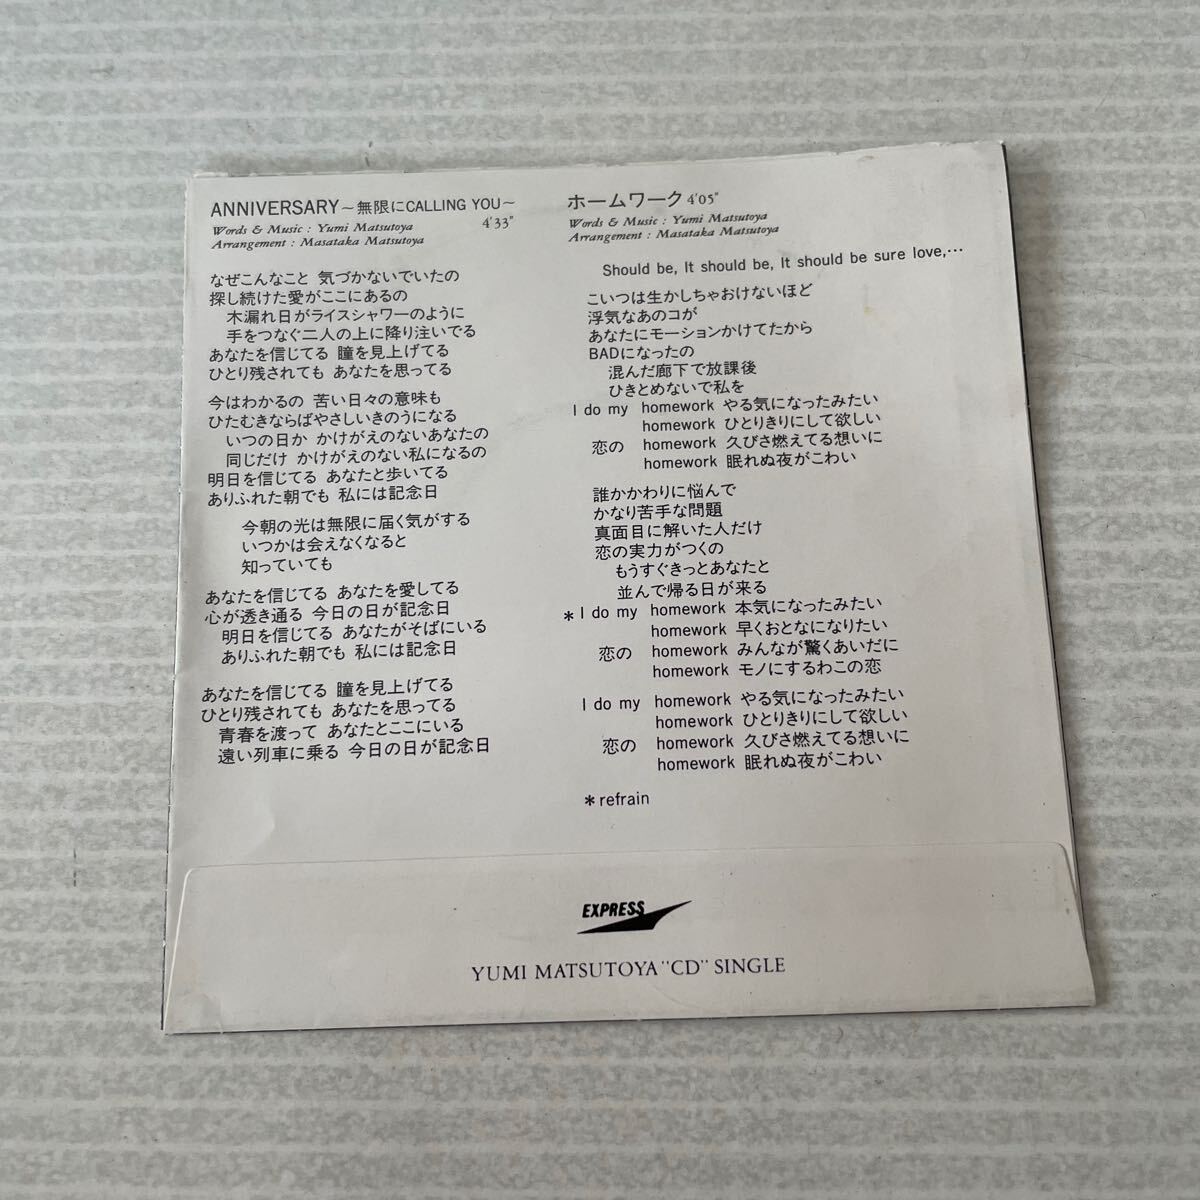 ANNIVERSARY～無限にCALLING YOU～
Words & Music : Yumi Matsutoya 4'33"
Arrangement : Masataka Matsutoya
なぜこんなこと 気づかないでいたの
探し続けた愛がここにあるの
木漏れ日がライスシャワーのように
手をつなぐ二人の上に降り注いでる
あなたを信じてる 瞳を見上げてる
ひとり残されても あなたを思ってる
今はわかるの 苦い日々の意味も
ひたむきならばやさしいきのうになる
いつの日か かけがえのないあなたの
同じだけ かけがえのない私になるの
明日を信じてる あなたと歩いてる
ありふれた朝でも 私には記念日
今朝の光は無限に届く気がする
いつかは会えなくなると
知っていても
あなたを信じてる あなたを愛してる
心が透き通る 今日の日が記念日
明日を信じてる あなたがそばにいる
ありふれた朝でも 私には記念日
あなたを信じてる 瞳を見上げてる
ひとり残されても あなたを思ってる
青春を渡って あなたとここにいる
遠い列車に乗る 今日の日が記念日
ホームワーク 4'05"
Words & Music : Yumi Matsutoya
Arrangement : Masataka Matsutoya
Should be, It should be, It should be sure love,…
こいつは生かしちゃおけないほど
浮気なあのコが
あなたにモーションかけてたから
BADになったの
混んだ廊下で放課後
ひきとめないで私を
I do my homework やる気になったみたい
homework ひとりきりにして欲しい
恋の homework 久びさ燃えてる想いに
homework 眠れぬ夜がこわい
誰かかわりに悩んで
かなり苦手な問題
真面目に解いた人だけ
恋の実力がつくの
もうすぐきっとあなたと
並んで帰る日が来る
＊I do my homework 本気になったみたい
homework 早くおとなになりたい
恋の homework みんなが驚くあいだに
homework モノにするわこの恋
I do my homework やる気になったみたい
homework ひとりきりにして欲しい
恋の homework 久びさ燃えてる想いに
homework 眠れぬ夜がこわい
＊refrain
EXPRESS
YUMI MATSUTOYA "CD" SINGLE